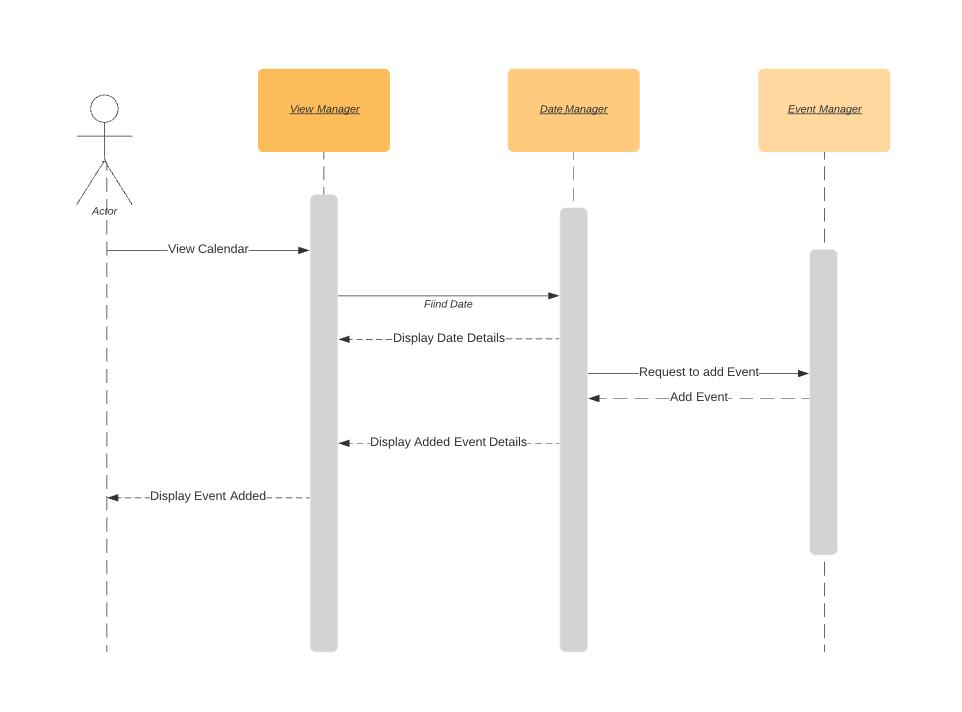 View Manager
Date Manager
Event Manager
Actor
View Calendar
Fiind Date
Display Date Details
Request to add Event
Add Event
Display Added Event Details
Display Event Added